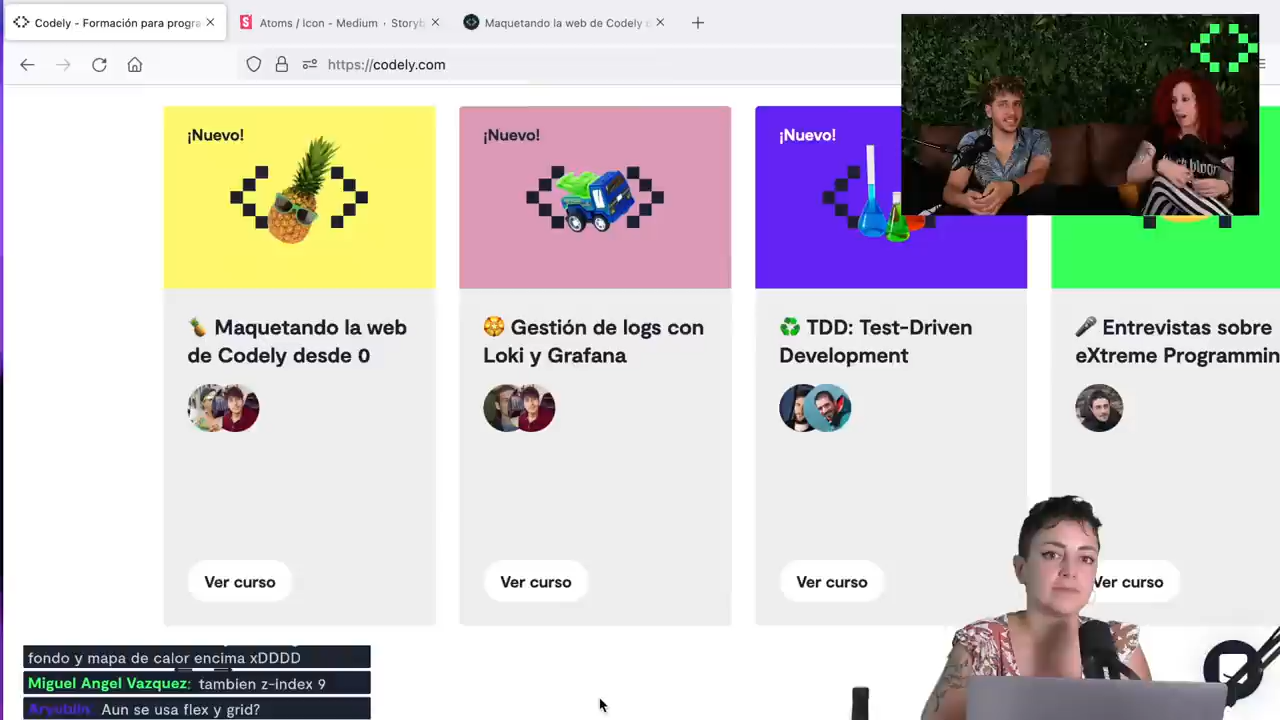 Codely - Formación para progra
Atoms / Icon - Medium · Storyb
Maquetando la web de Codely d
https://codely.com
¡Nuevo!
¡Nuevo!
¡Nuevo!
🍍 Maquetando la web
de Codely desde 0
🛞 Gestión de logs con
Loki y Grafana
♻️ TDD: Test-Driven
Development
🎤 Entrevistas sobre
eXtreme Programmin
Ver curso
Ver curso
Ver curso
Ver curso
fondo y mapa de calor encima xDDDD
Miguel Angel Vazquez: tambien z-index 9
Aun se usa flex y grid?